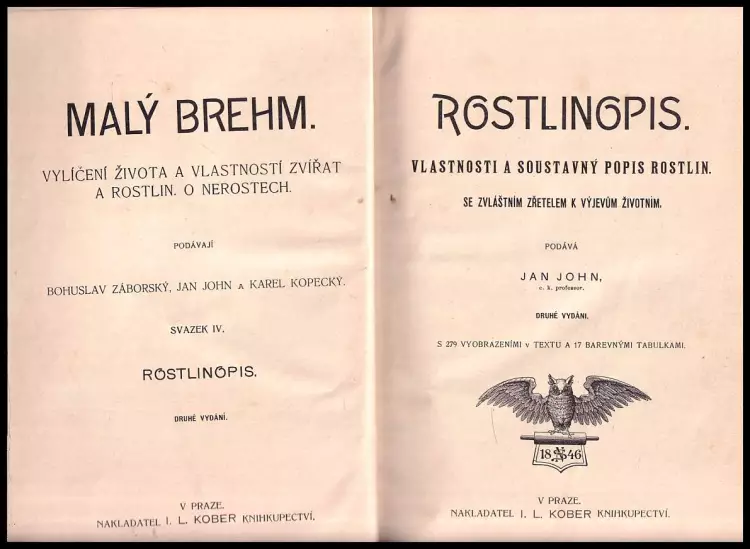 MALÝ BREHM.
VYLÍČENÍ ŽIVOTA A VLASTNOSTÍ ZVÍŘAT
A ROSTLIN. O NEROSTECH.
PODÁVAJÍ
BOHUSLAV ZÁBORSKÝ, JAN JOHN A KAREL KOPECKÝ.
SVAZEK IV.
ROSTLINOPIS.
DRUHÉ VYDÁNÍ.
V PRAZE.
NAKLADATEL I. L. KOBER KNIHKUPECTVÍ.
ROSTLINOPIS.
VLASTNOSTI A SOUSTAVNÝ POPIS ROSTLIN.
SE ZVLÁŠTNÍM ZŘETELEM K VÝJEVŮM ŽIVOTNÍM.
PODÁVÁ
JAN JOHN,
c. k. professor.
DRUHÉ VYDÁNI.
S 279 VYOBRAZENÍMI V TEXTU A 17 BAREVNÝMI TABULKAMI.
18 46
V PRAZE.
NAKLADATEL I. L. KOBER KNIHKUPECTVÍ.